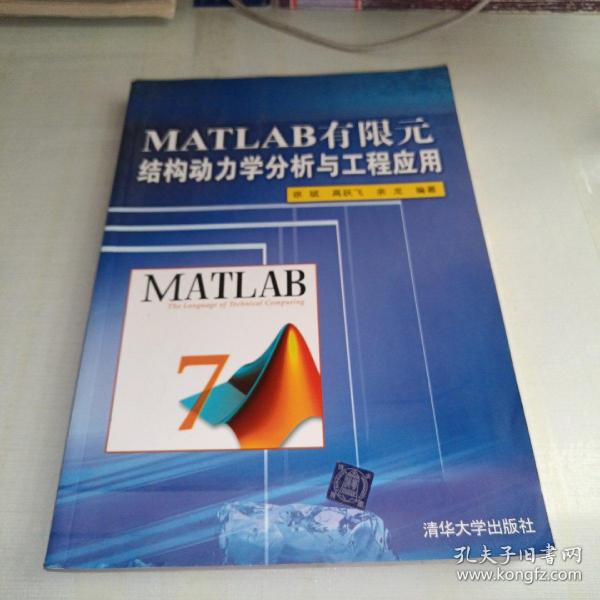 MATLAB有限元
结构动力学分析与工程应用
徐斌 高跃飞 余龙 编著
MATLAB
The Language of Technical Computing
7
清华大学出版社
孔夫子旧书网
www.kongfz.com